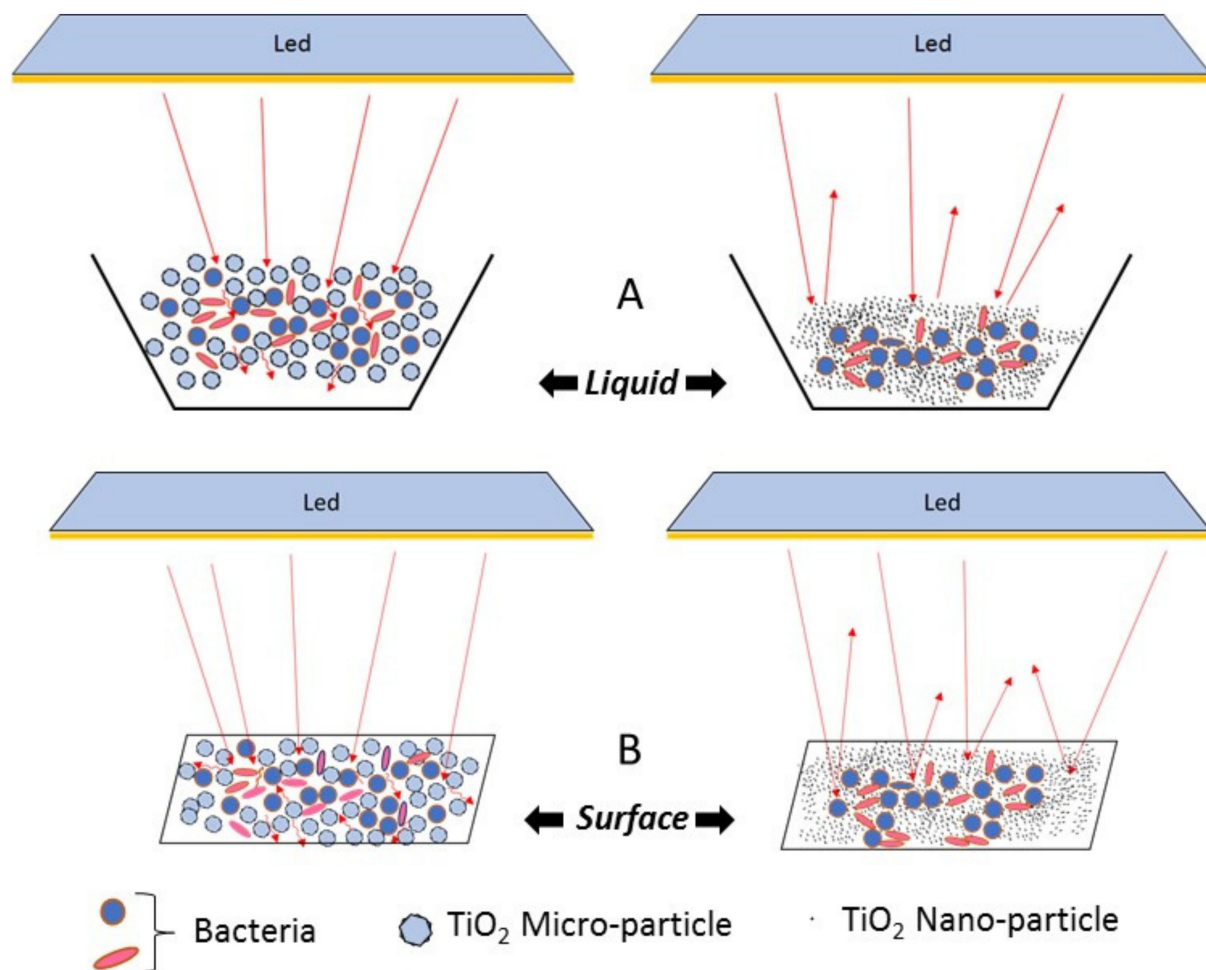 Led
Led
A
Liquid
Led
Led
B
Surface
Bacteria
TiO₂ Micro-particle
TiO₂ Nano-particle